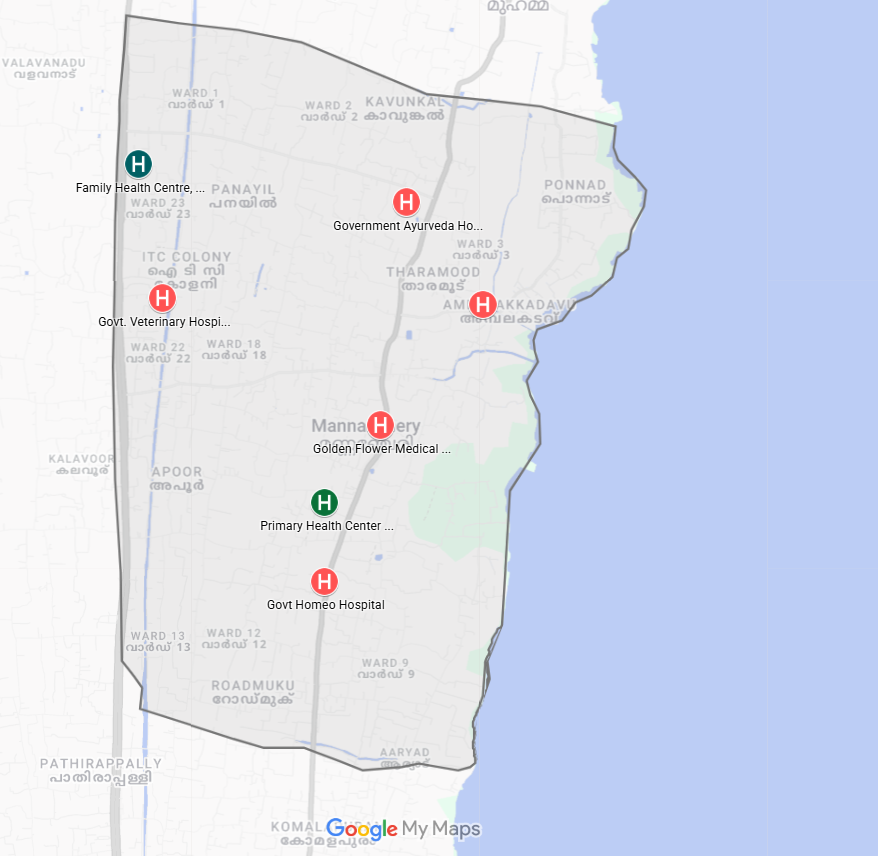 മുഹമ്മ
VALAVANADU
വളവനാട്
WARD 1
വാർഡ് 1
WARD 2
വാർഡ് 2
KAVUNKAL
കാവുങ്കൽ
H
Family Health Centre, ...
WARD 23
വാർഡ് 23
PANAYIL
പനയിൽ
H
Government Ayurveda Ho...
PONNAD
പൊന്നാട്
WARD 3
വാർഡ് 3
ITC COLONY
ഐ ടി സി
കോളനി
THARAMOOD
താരമൂട്
H
Govt. Veterinary Hospi...
H
WARD 22
വാർഡ് 22
WARD 18
വാർഡ് 18
H
Golden Flower Medical ...
KALAVOOR
കലവൂർ
APOOR
അപൂർ
H
Primary Health Center ...
H
Govt Homeo Hospital
WARD 13
വാർഡ് 13
WARD 12
വാർഡ് 12
WARD 9
വാർഡ് 9
ROADMUKU
റോഡ്മുക്
AARYAD
ആര്യാട്
PATHIRAPPALLY
പാതിരാപ്പള്ളി
Google My Maps
കോമളപുരം